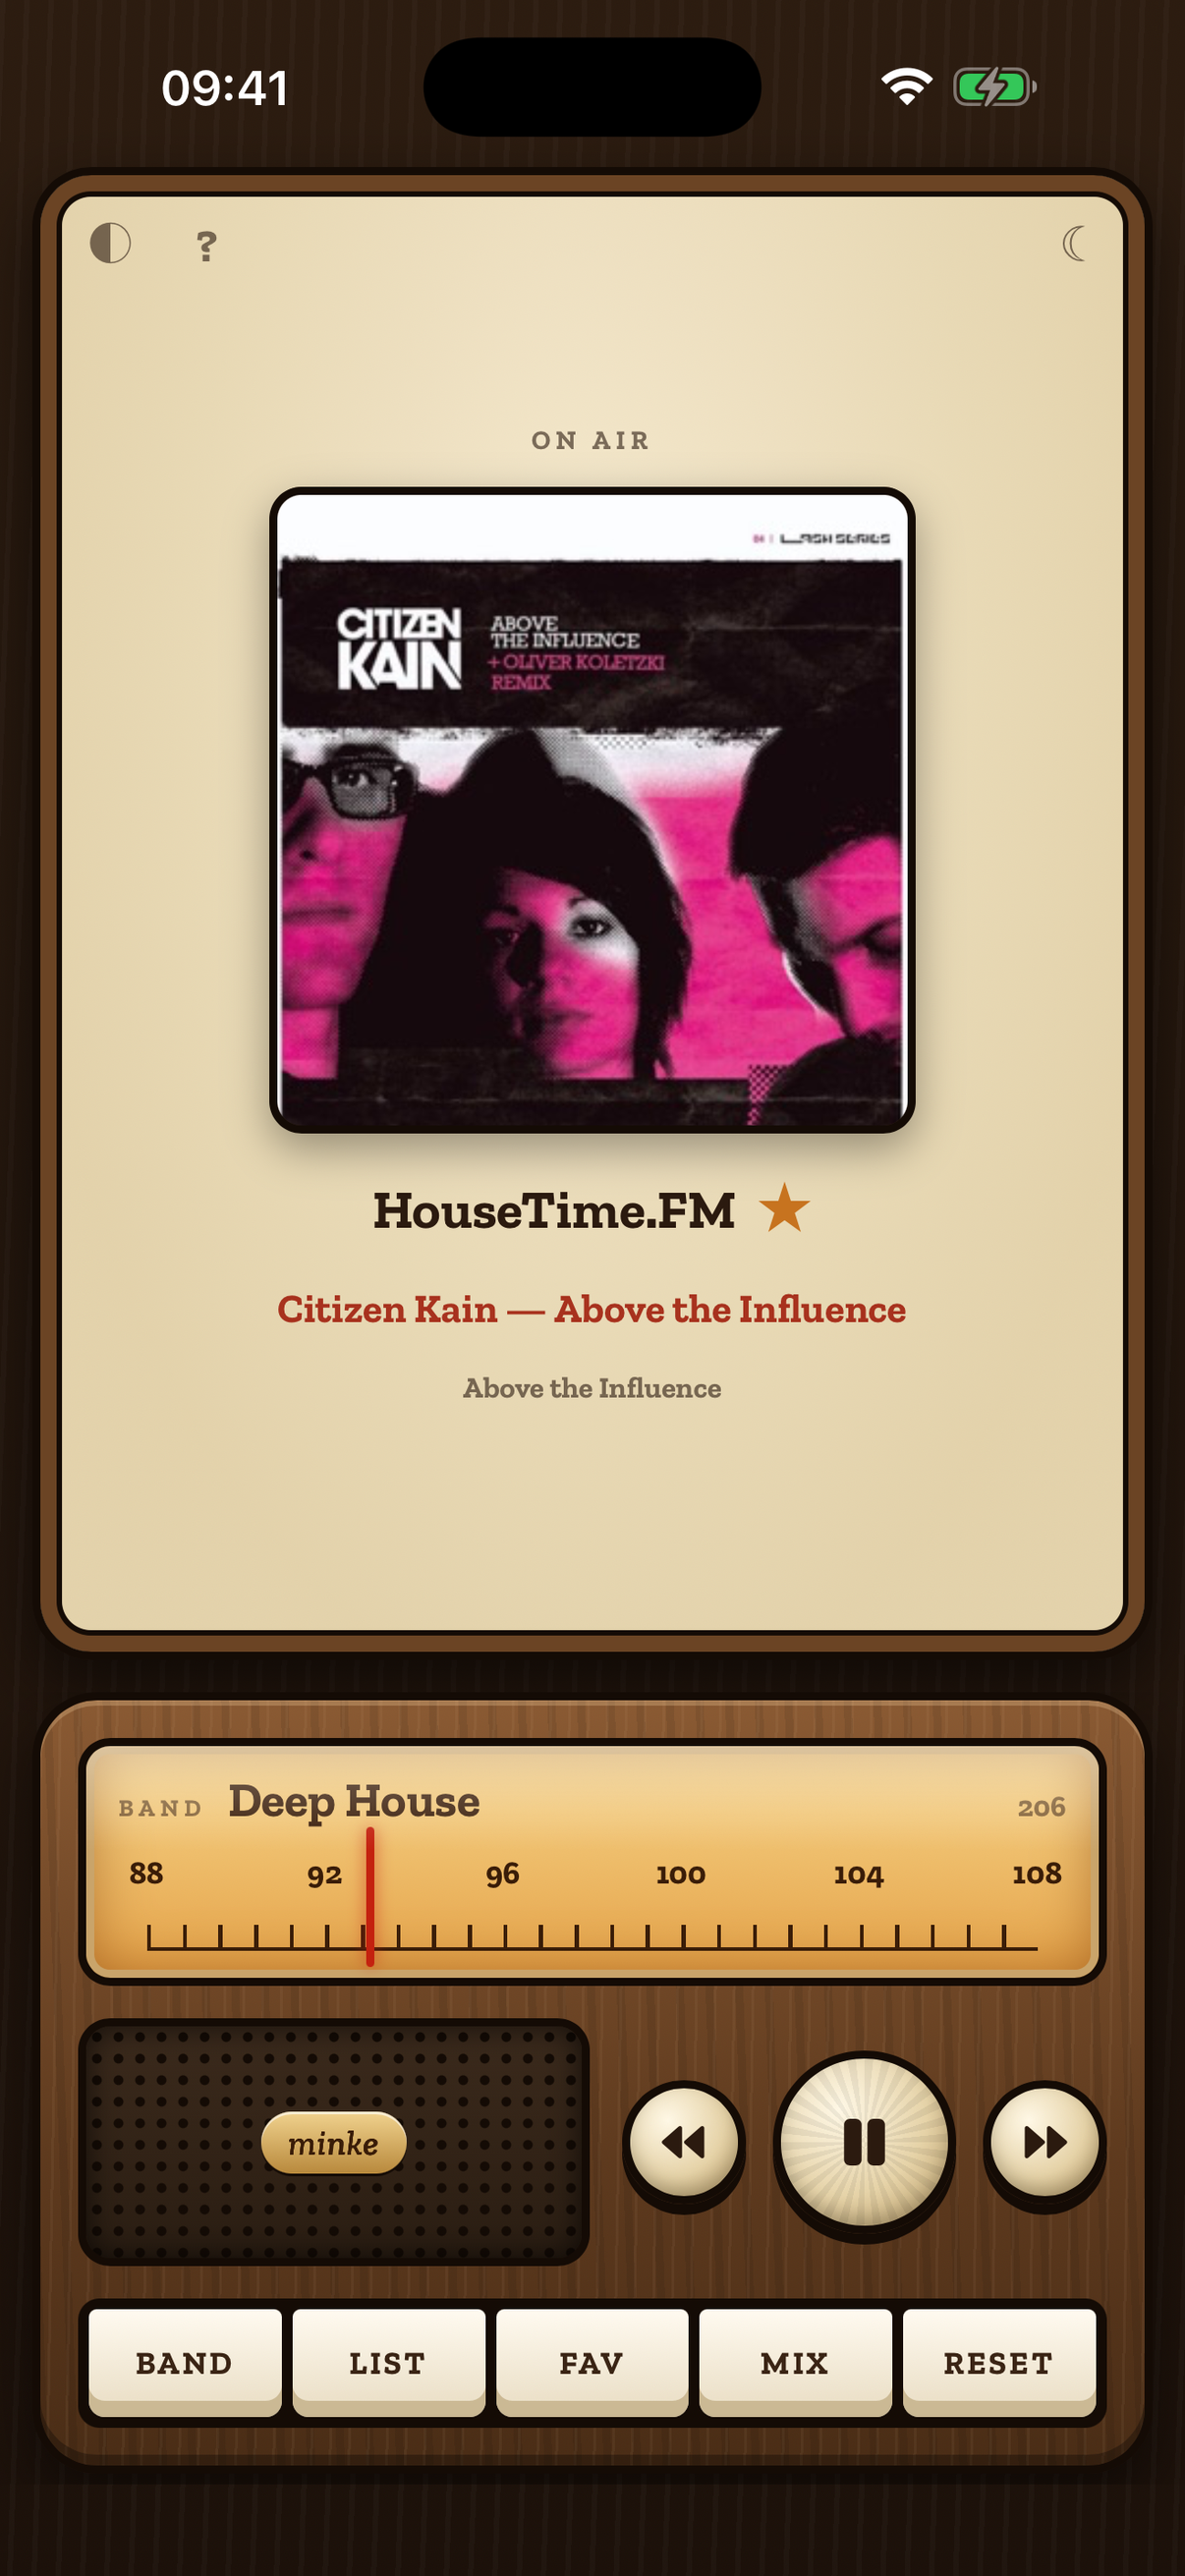 09:41
?
ON AIR
CITIZEN
KAIN
ABOVE
THE INFLUENCE
+ OLIVER KOLETZKI
REMIX
HouseTime.FM ★
Citizen Kain — Above the Influence
Above the Influence
BAND Deep House 206
88 92 96 100 104 108
minke
BAND LIST FAV MIX RESET